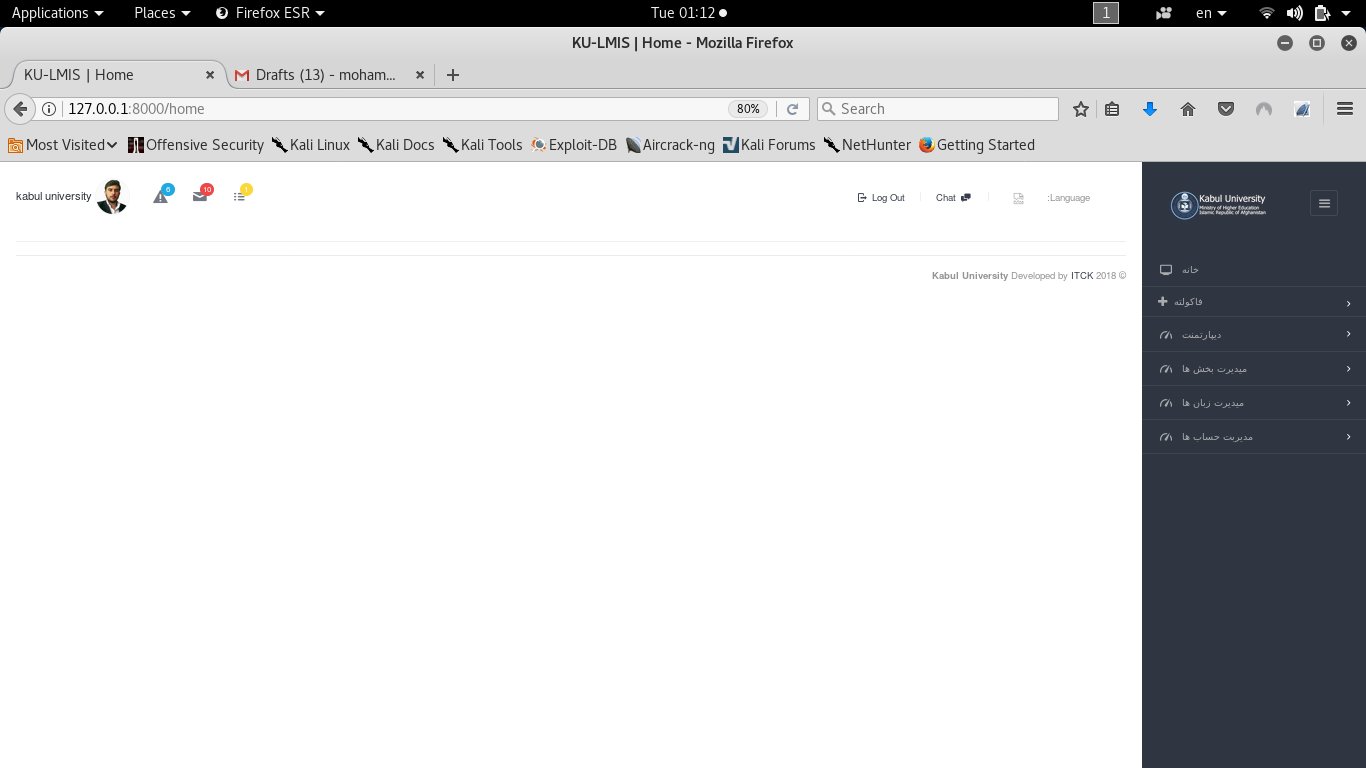 Applications Places Firefox ESR Tue 01:12 1 en
KU-LMIS | Home - Mozilla Firefox
KU-LMIS | Home Drafts (13) - moham...
127.0.0.1:8000/home 80% Search
Most Visited Offensive Security Kali Linux Kali Docs Kali Tools Exploit-DB Aircrack-ng Kali Forums NetHunter Getting Started
kabul university 6 10 1 Log Out Chat :Language
Kabul University
Ministry of Higher Education
Islamic Republic of Afghanistan
Kabul University Developed by ITCK 2018 ©
خانه
فاکولته
دیپارتمنت
میدیرت بخش ها
میدیرت زبان ها
مدیریت حساب ها